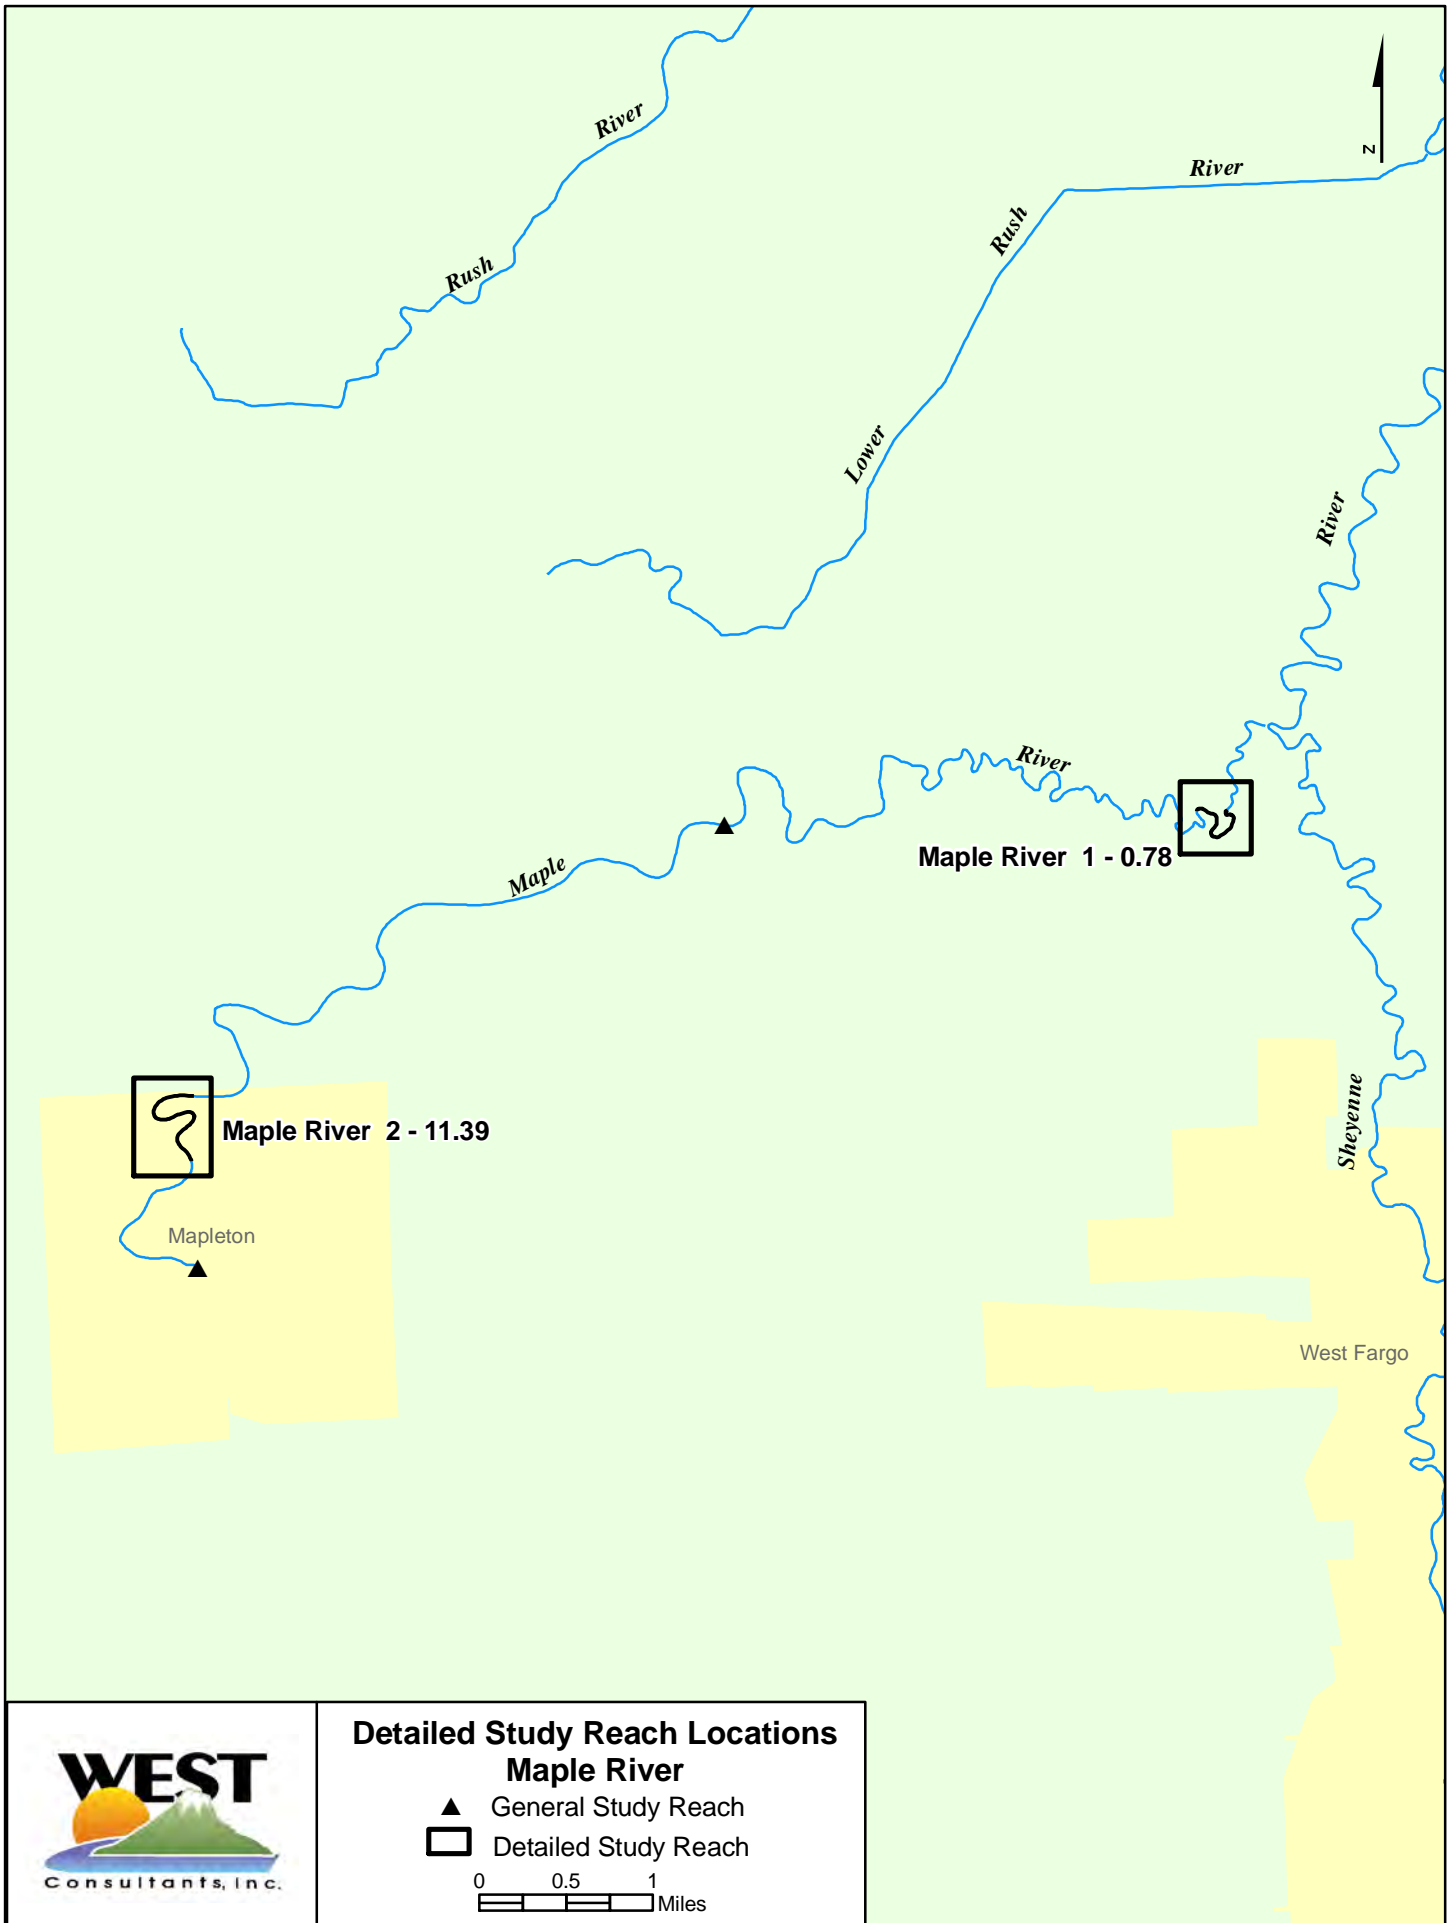 River
Rush
N
River
Rush
Lower
River
River
Maple
Maple River 1 - 0.78
Maple River 2 - 11.39
Sheyenne
Mapleton
West Fargo
WEST
Consultants, Inc.
Detailed Study Reach Locations
Maple River
General Study Reach
Detailed Study Reach
0 0.5 1
Miles